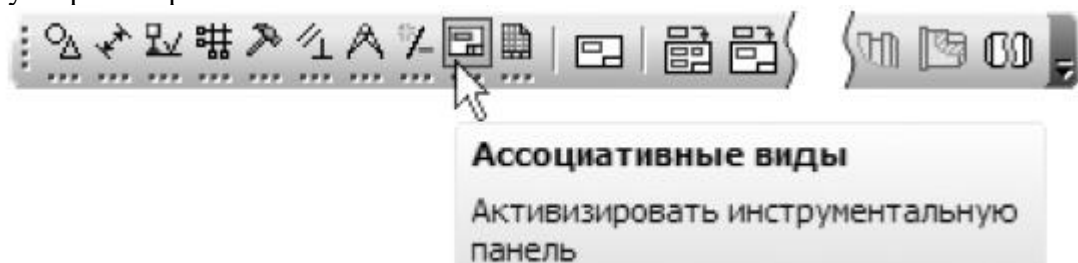 Ассоциативные виды
Активизировать инструментальную
панель